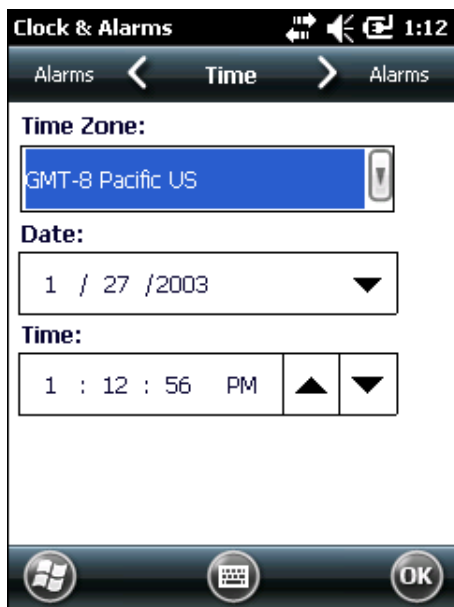 Clock & Alarms 1:12
Alarms Time Alarms
Time Zone:
GMT-8 Pacific US
Date:
1 / 27 /2003
Time:
1 : 12 : 56 PM
OK